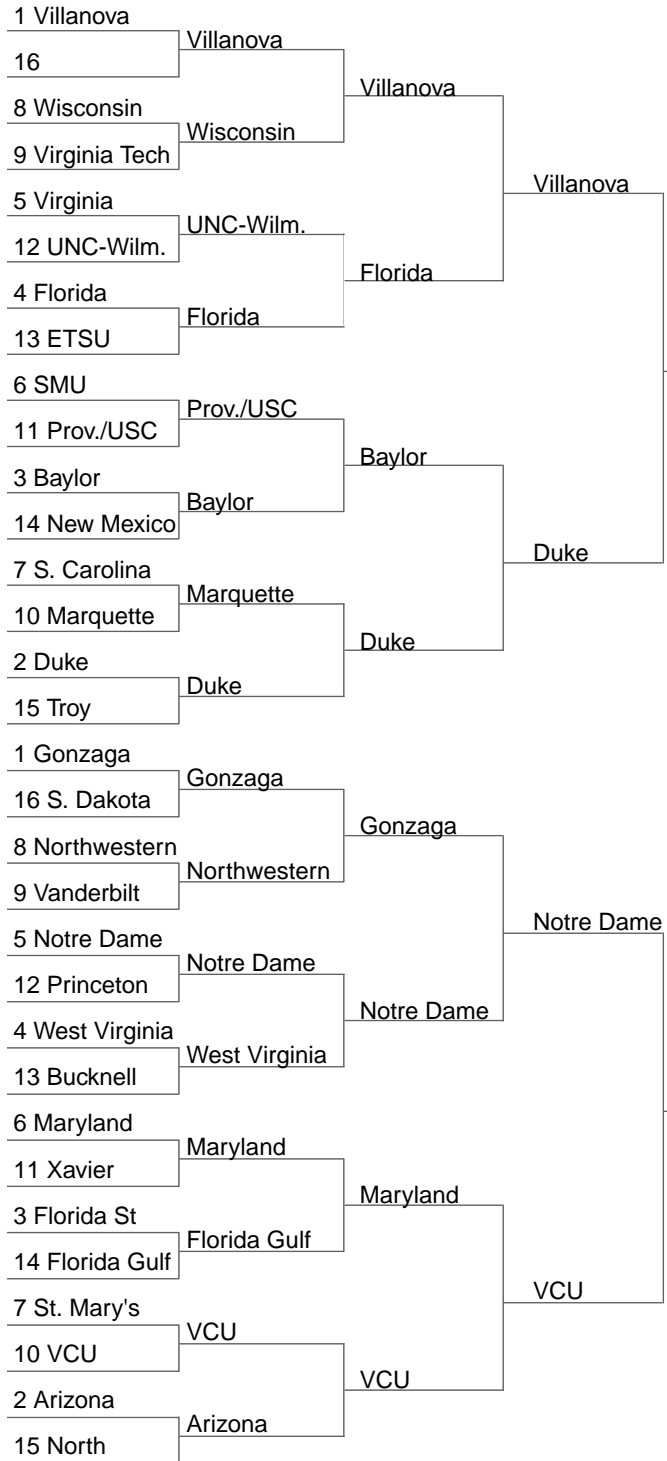 1 Villanova
16
8 Wisconsin
9 Virginia Tech
5 Virginia
12 UNC-Wilm.
4 Florida
13 ETSU
6 SMU
11 Prov./USC
3 Baylor
14 New Mexico
7 S. Carolina
10 Marquette
2 Duke
15 Troy
1 Gonzaga
16 S. Dakota
8 Northwestern
9 Vanderbilt
5 Notre Dame
12 Princeton
4 West Virginia
13 Bucknell
6 Maryland
11 Xavier
3 Florida St
14 Florida Gulf
7 St. Mary's
10 VCU
2 Arizona
15 North
Villanova
Wisconsin
UNC-Wilm.
Florida
Prov./USC
Baylor
Marquette
Duke
Gonzaga
Northwestern
Notre Dame
West Virginia
Maryland
Florida Gulf
VCU
Arizona
Villanova
Florida
Baylor
Duke
Gonzaga
Notre Dame
Maryland
VCU
Villanova
Duke
Notre Dame
VCU